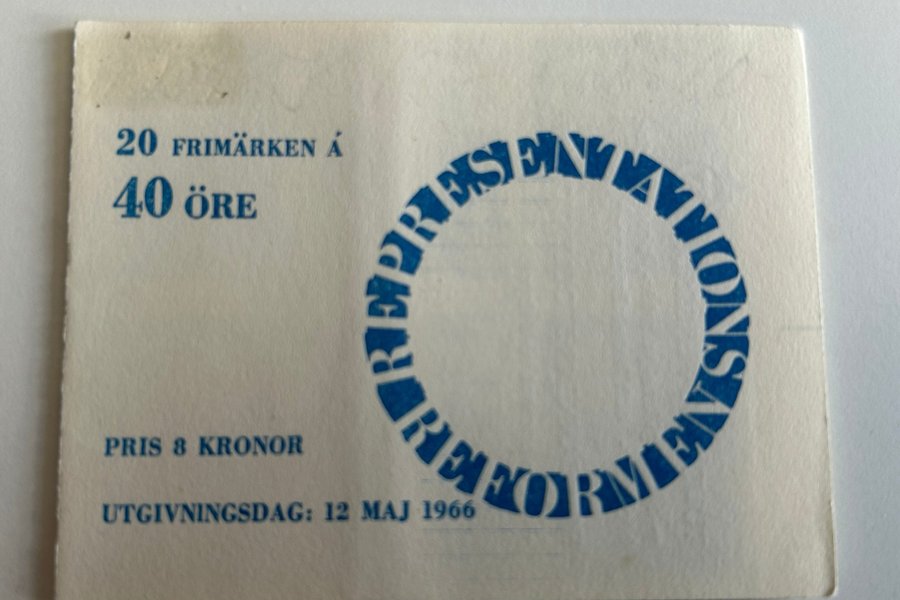 20 FRIMÄRKEN Á
40 ÖRE
REPRESENTATIONSREFORMEN
PRIS 8 KRONOR
UTGIVNINGSDAG: 12 MAJ 1966